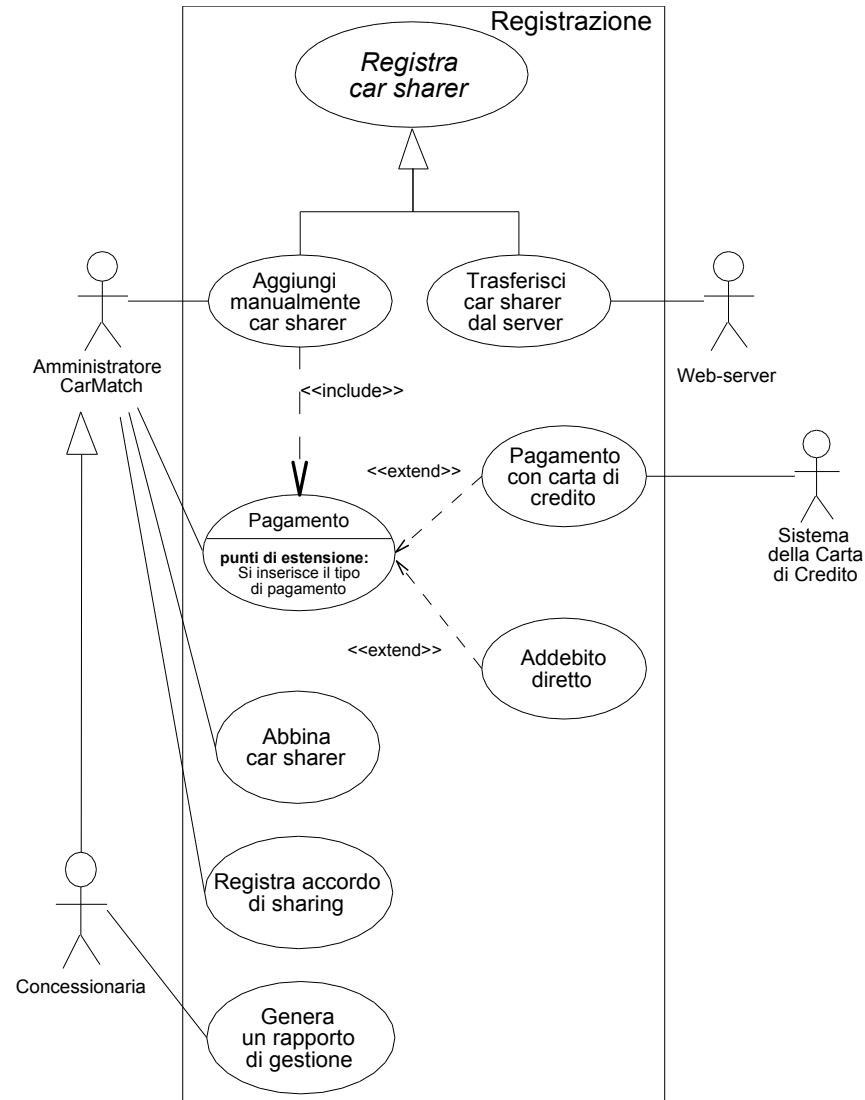 Registrazione
Registra
car sharer
Aggiungi
manualmente
car sharer
Trasferisci
car sharer
dal server
Amministratore
CarMatch
Web-server
<<include>>
<<extend>>
Pagamento
con carta di
credito
Pagamento
punti di estensione:
Si inserisce il tipo
di pagamento
Sistema
della Carta
di Credito
<<extend>>
Addebito
diretto
Abbina
car sharer
Registra accordo
di sharing
Concessionaria
Genera
un rapporto
di gestione